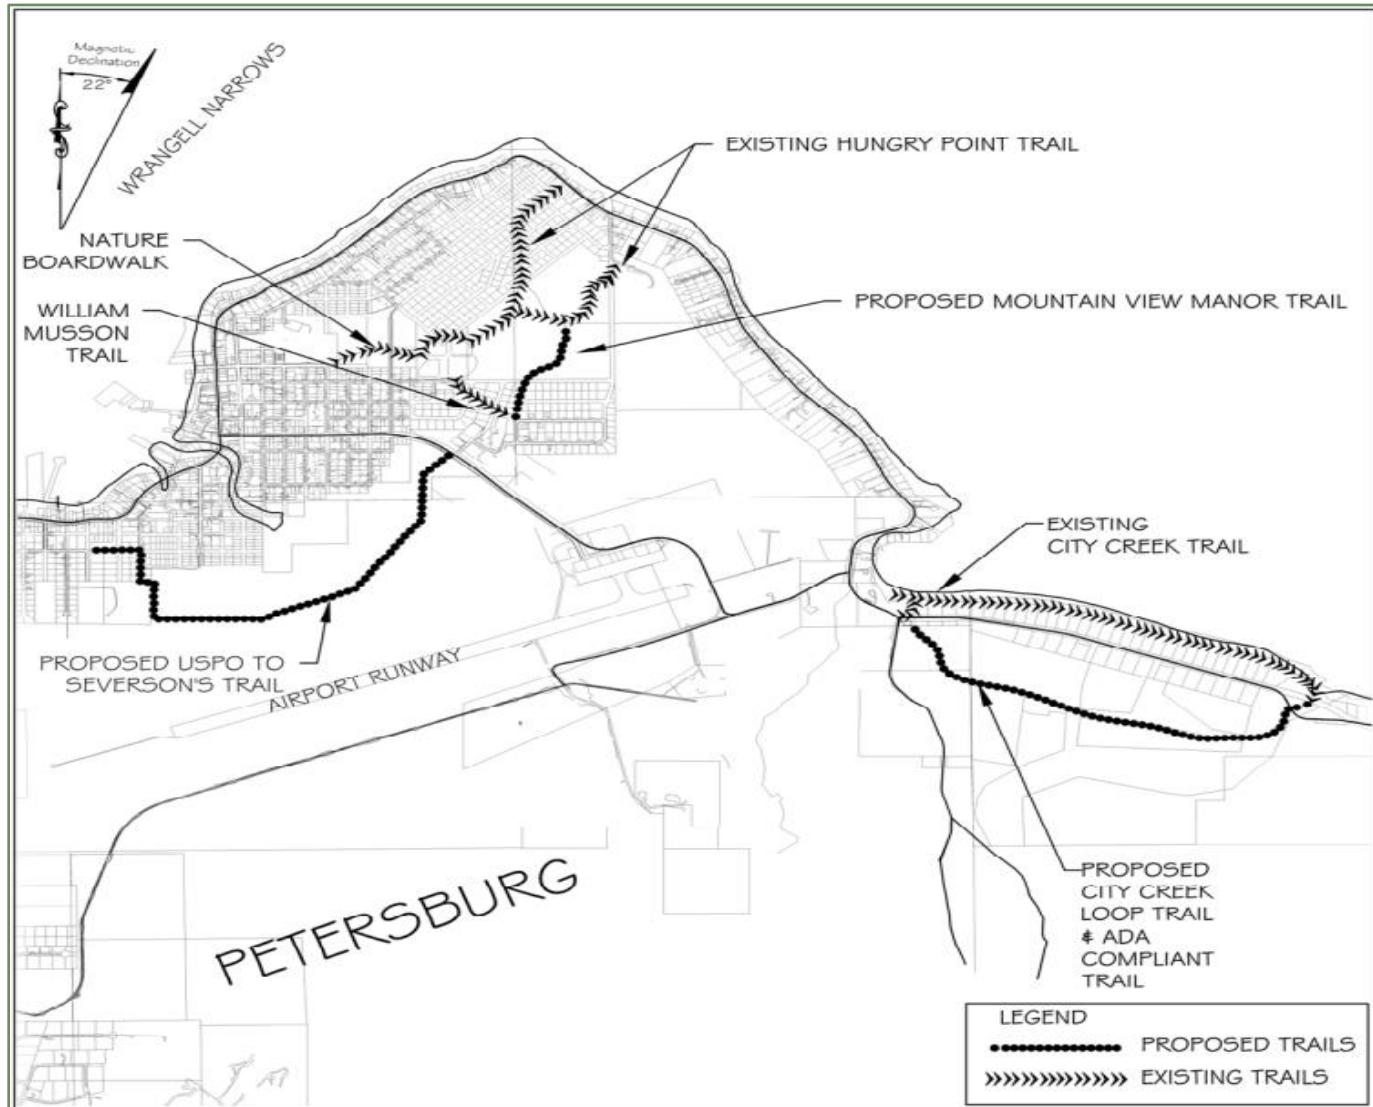 Magnetic
Declination
22°
WRANGELL NARROWS
EXISTING HUNGRY POINT TRAIL
NATURE
BOARDWALK
WILLIAM
MUSSON
TRAIL
PROPOSED MOUNTAIN VIEW MANOR TRAIL
EXISTING
CITY CREEK TRAIL
PROPOSED USPO TO
SEVERSON'S TRAIL
AIRPORT RUNWAY
PETERSBURG
PROPOSED
CITY CREEK
LOOP TRAIL
& ADA
COMPLIANT
TRAIL
LEGEND
PROPOSED TRAILS
EXISTING TRAILS